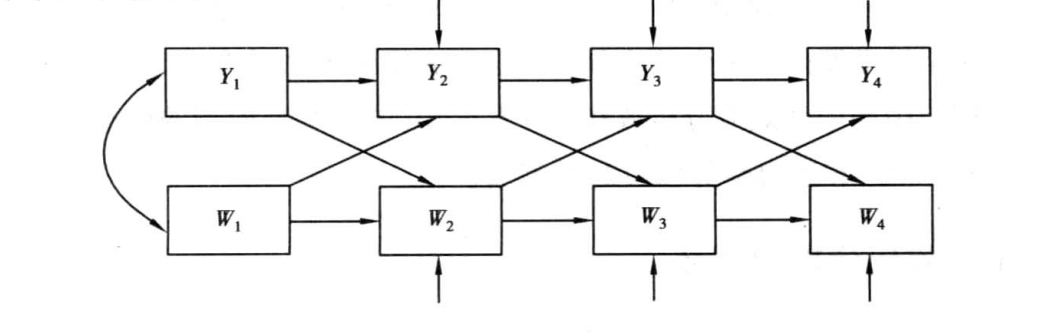 Y₁ Y₂ Y₃ Y₄
W₁ W₂ W₃ W₄